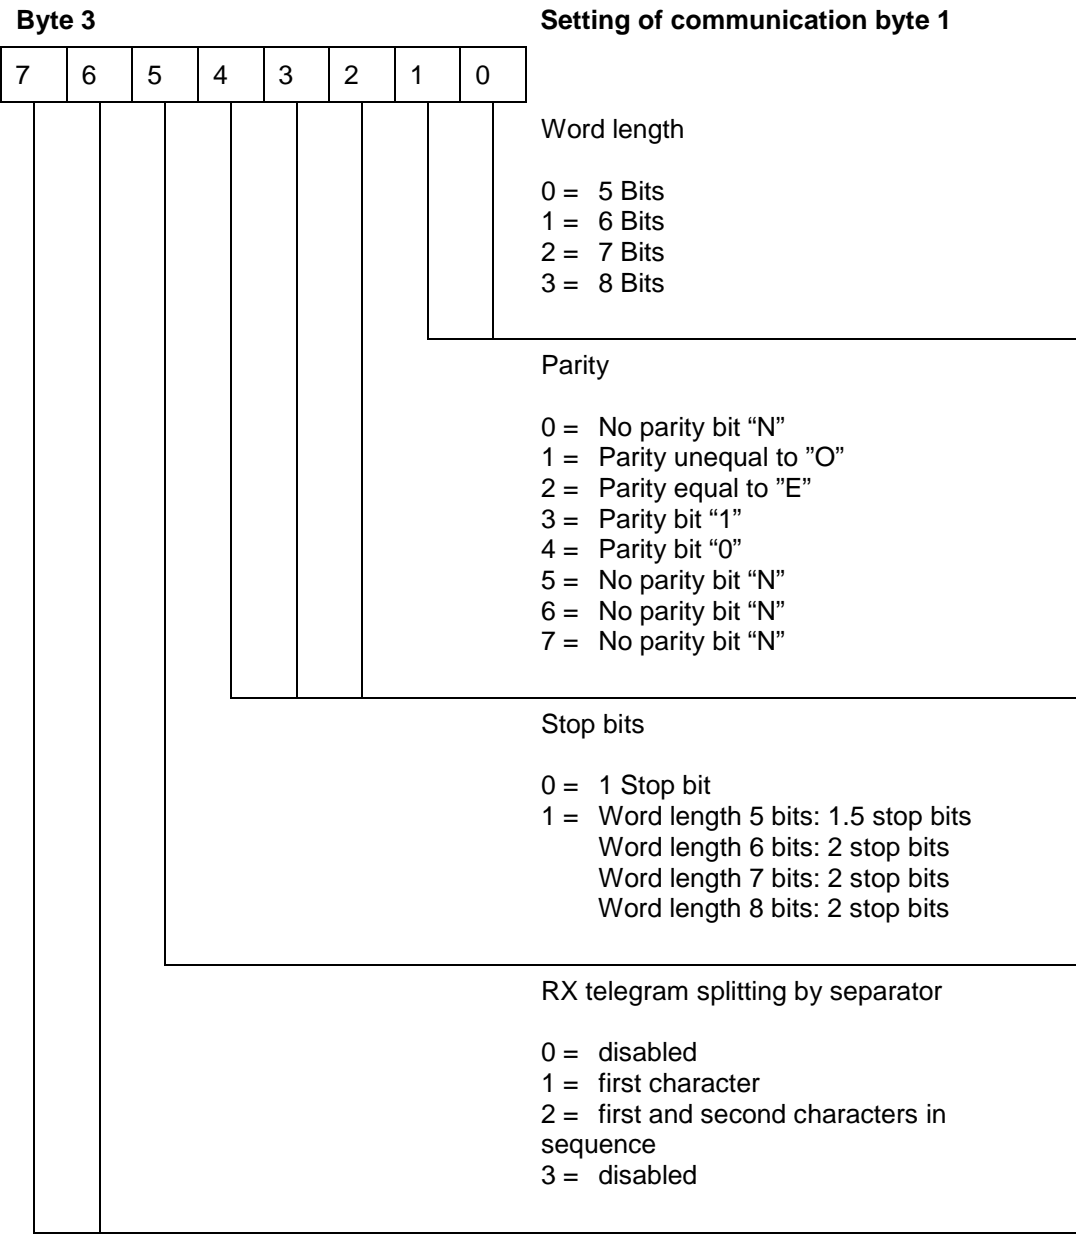 Byte 3 Setting of communication byte 1
7 6 5 4 3 2 1 0
Word length
0 = 5 Bits
1 = 6 Bits
2 = 7 Bits
3 = 8 Bits
Parity
0 = No parity bit “N”
1 = Parity unequal to ”O”
2 = Parity equal to ”E”
3 = Parity bit “1”
4 = Parity bit “0”
5 = No parity bit “N”
6 = No parity bit “N”
7 = No parity bit “N”
Stop bits
0 = 1 Stop bit
1 = Word length 5 bits: 1.5 stop bits
Word length 6 bits: 2 stop bits
Word length 7 bits: 2 stop bits
Word length 8 bits: 2 stop bits
RX telegram splitting by separator
0 = disabled
1 = first character
2 = first and second characters in
sequence
3 = disabled